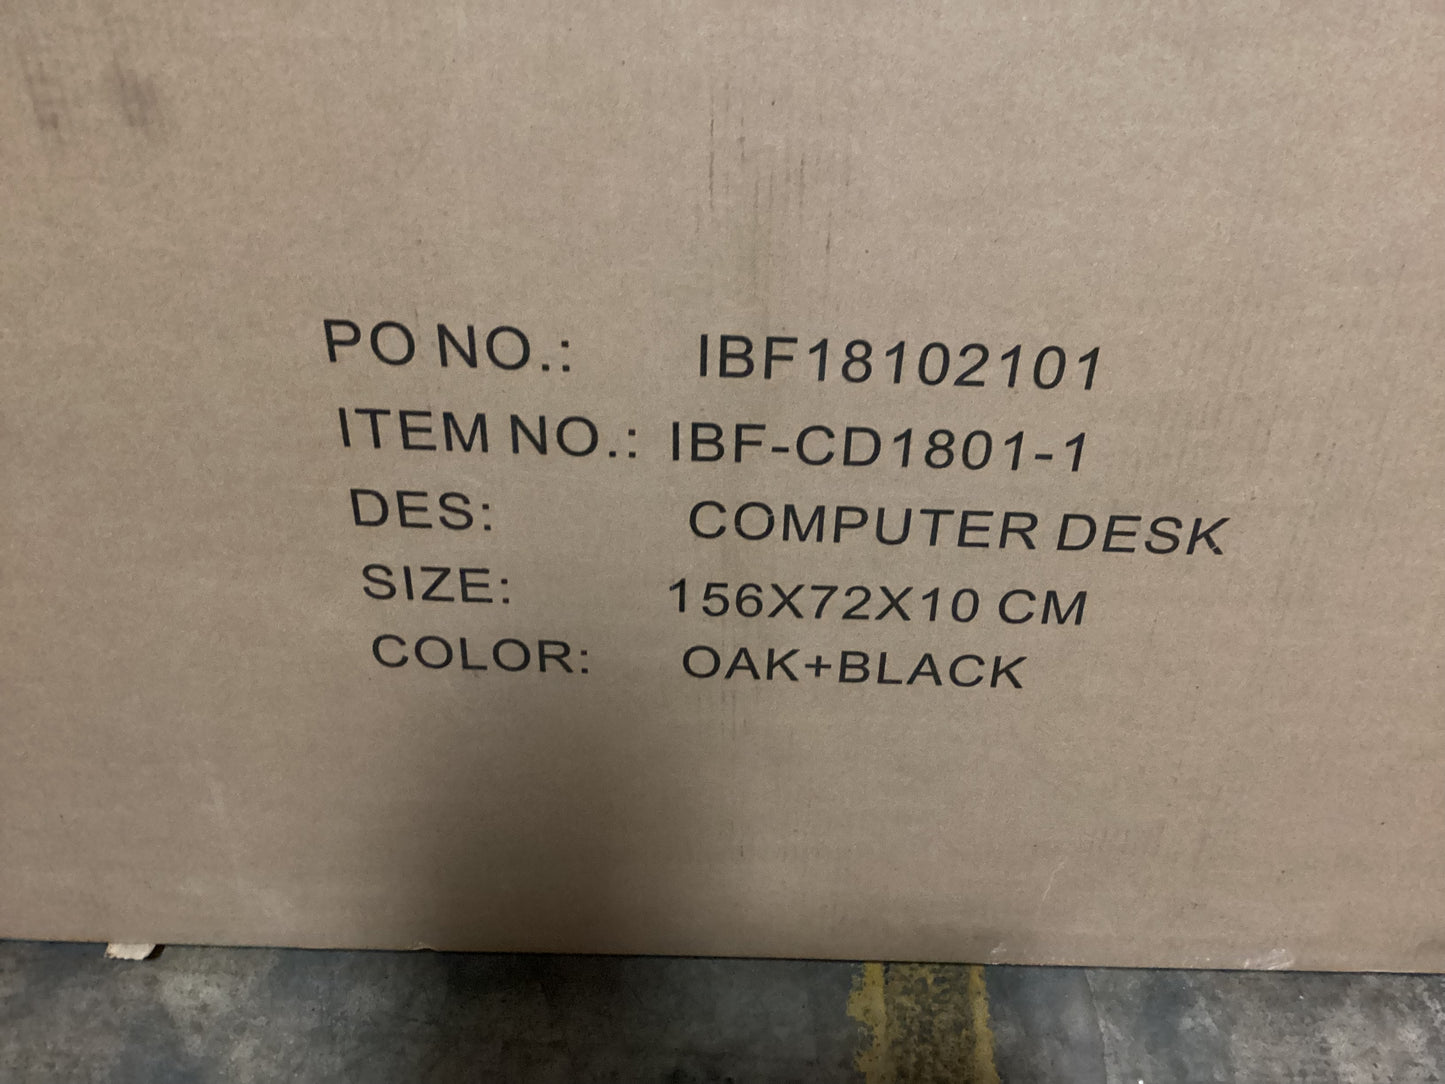 PO NO.: IBF18102101
ITEM NO.: IBF-CD1801-1
DES: COMPUTER DESK
SIZE: 156X72X10 CM
COLOR: OAK+BLACK